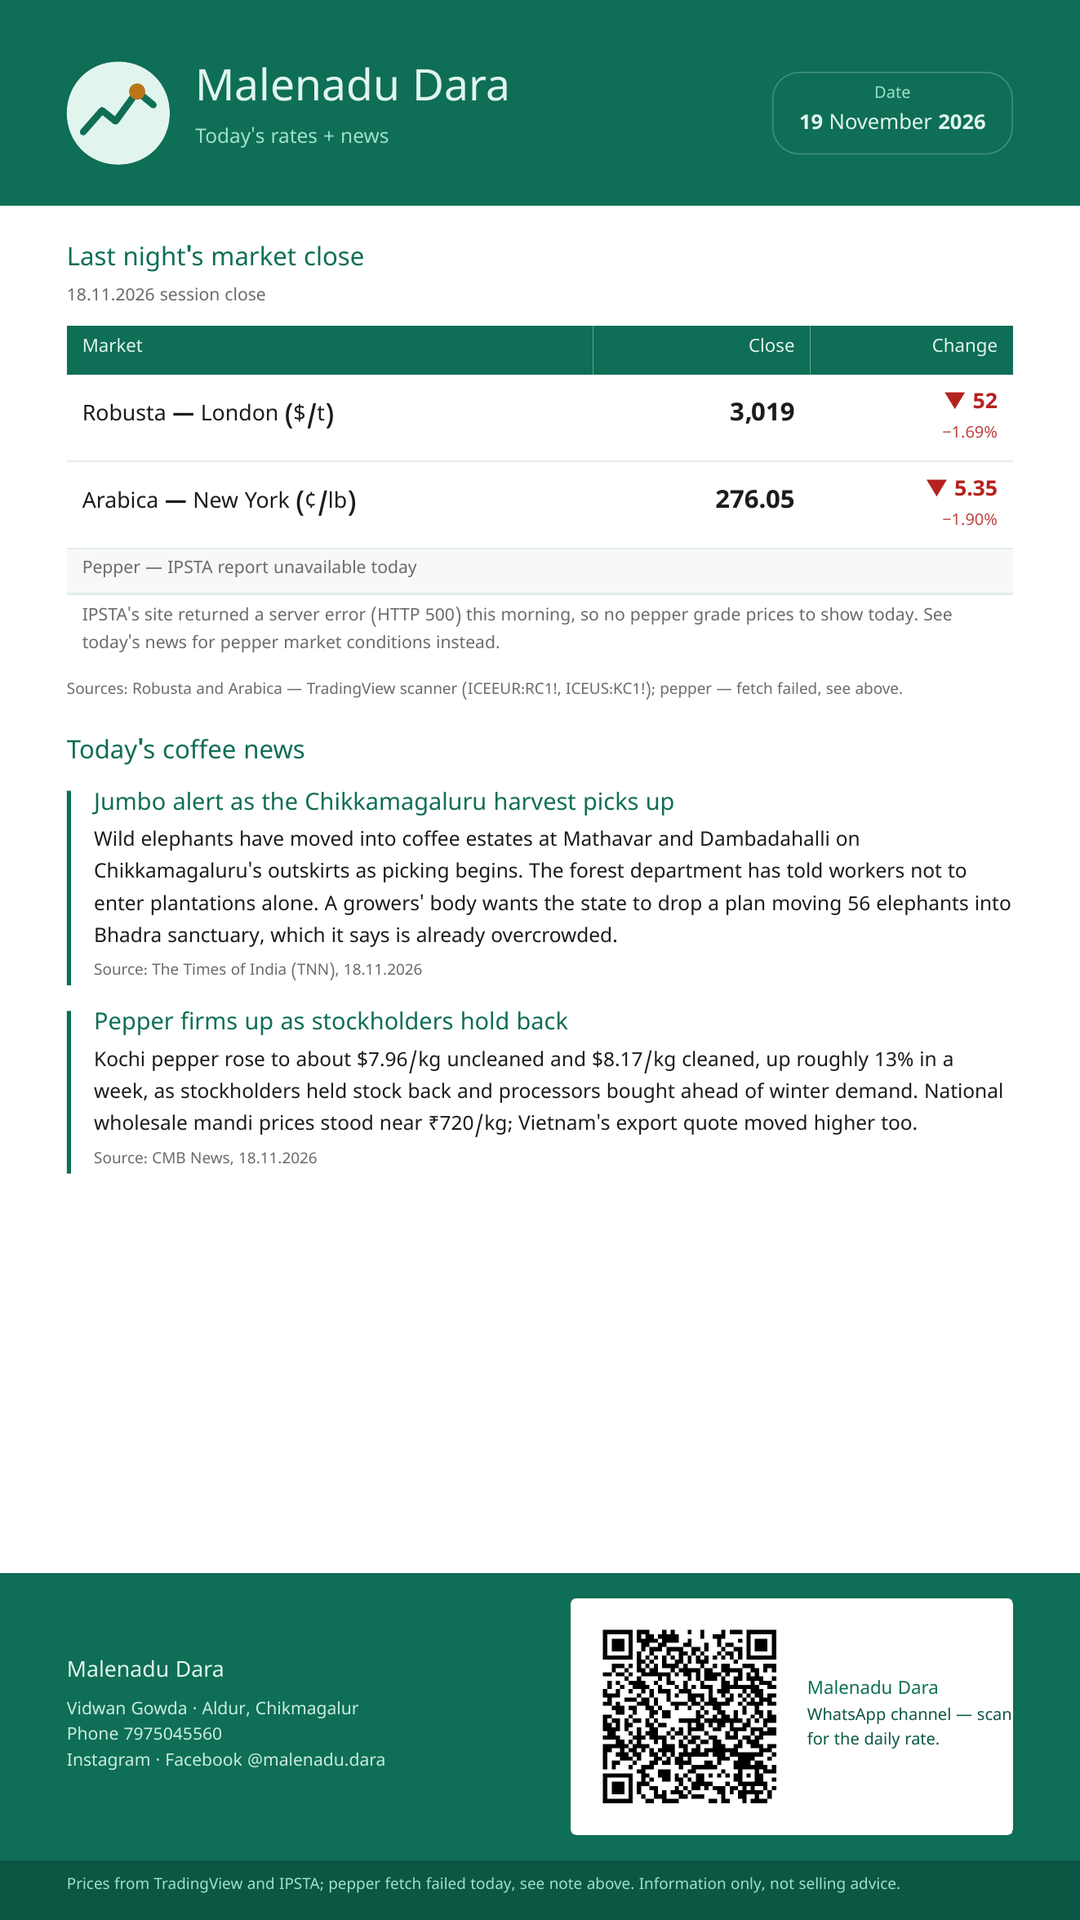 Malenadu Dara
Today's rates + news
Date
19 November 2026
Last night's market close
18.11.2026 session close
Market Close Change
Robusta — London ($/t) 3,019 ▼ 52
−1.69%
Arabica — New York (¢/lb) 276.05 ▼ 5.35
−1.90%
Pepper — IPSTA report unavailable today
IPSTA's site returned a server error (HTTP 500) this morning, so no pepper grade prices to show today. See
today's news for pepper market conditions instead.
Sources: Robusta and Arabica — TradingView scanner (ICEEUR:RC1!, ICEUS:KC1!); pepper — fetch failed, see above.
Today's coffee news
Jumbo alert as the Chikkamagaluru harvest picks up
Wild elephants have moved into coffee estates at Mathavar and Dambadahalli on
Chikkamagaluru's outskirts as picking begins. The forest department has told workers not to
enter plantations alone. A growers' body wants the state to drop a plan moving 56 elephants into
Bhadra sanctuary, which it says is already overcrowded.
Source: The Times of India (TNN), 18.11.2026
Pepper firms up as stockholders hold back
Kochi pepper rose to about $7.96/kg uncleaned and $8.17/kg cleaned, up roughly 13% in a
week, as stockholders held stock back and processors bought ahead of winter demand. National
wholesale mandi prices stood near ₹720/kg; Vietnam's export quote moved higher too.
Source: CMB News, 18.11.2026
Malenadu Dara
Vidwan Gowda · Aldur, Chikmagalur
Phone 7975045560
Instagram · Facebook @malenadu.dara
Malenadu Dara
WhatsApp channel — scan
for the daily rate.
Prices from TradingView and IPSTA; pepper fetch failed today, see note above. Information only, not selling advice.